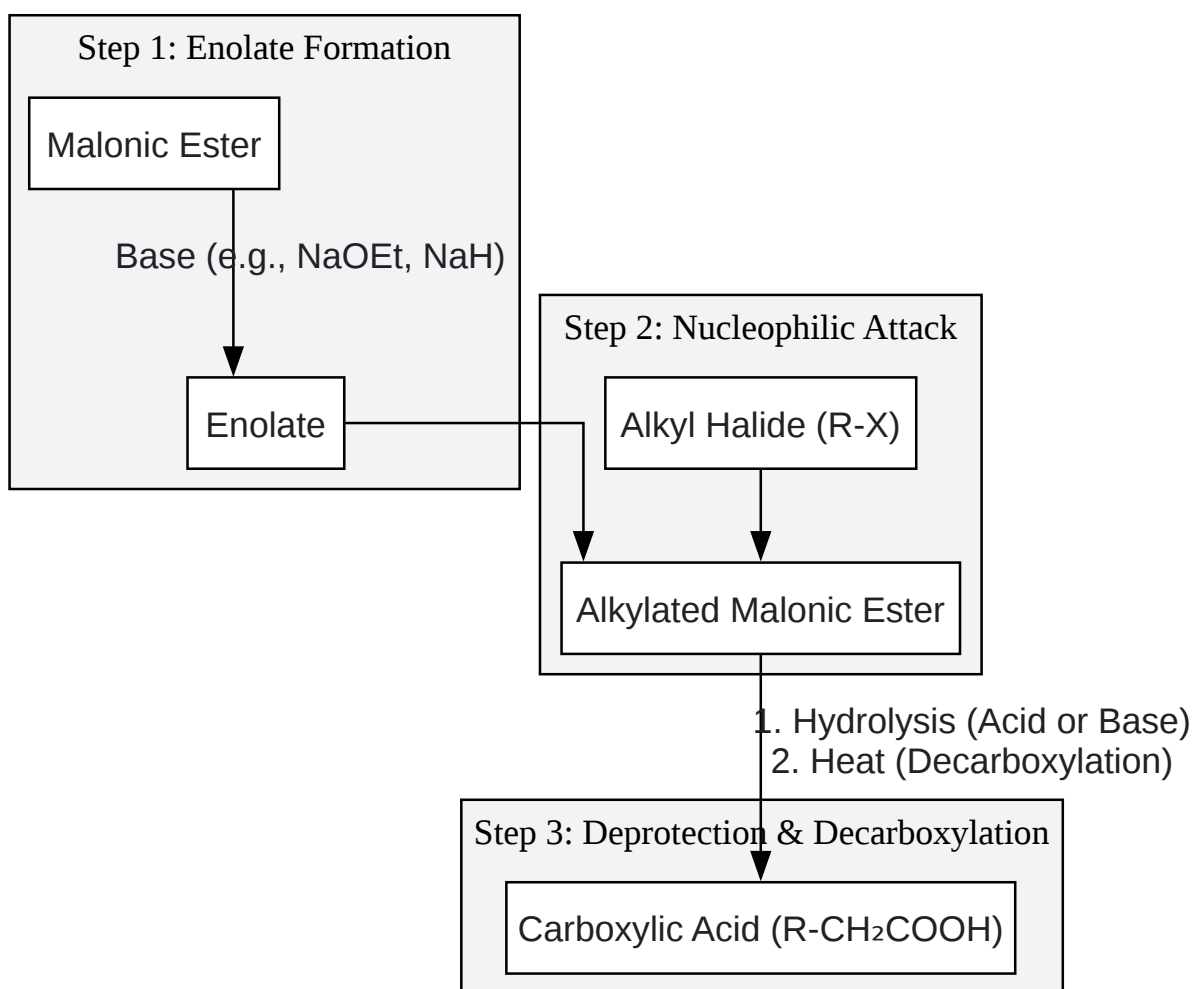 Step 1: Enolate Formation
Malonic Ester
Base (e.g., NaOEt, NaH)
Enolate
Step 2: Nucleophilic Attack
Alkyl Halide (R-X)
Alkylated Malonic Ester
1. Hydrolysis (Acid or Base)
2. Heat (Decarboxylation)
Step 3: Deprotection & Decarboxylation
Carboxylic Acid (R-CH₂COOH)